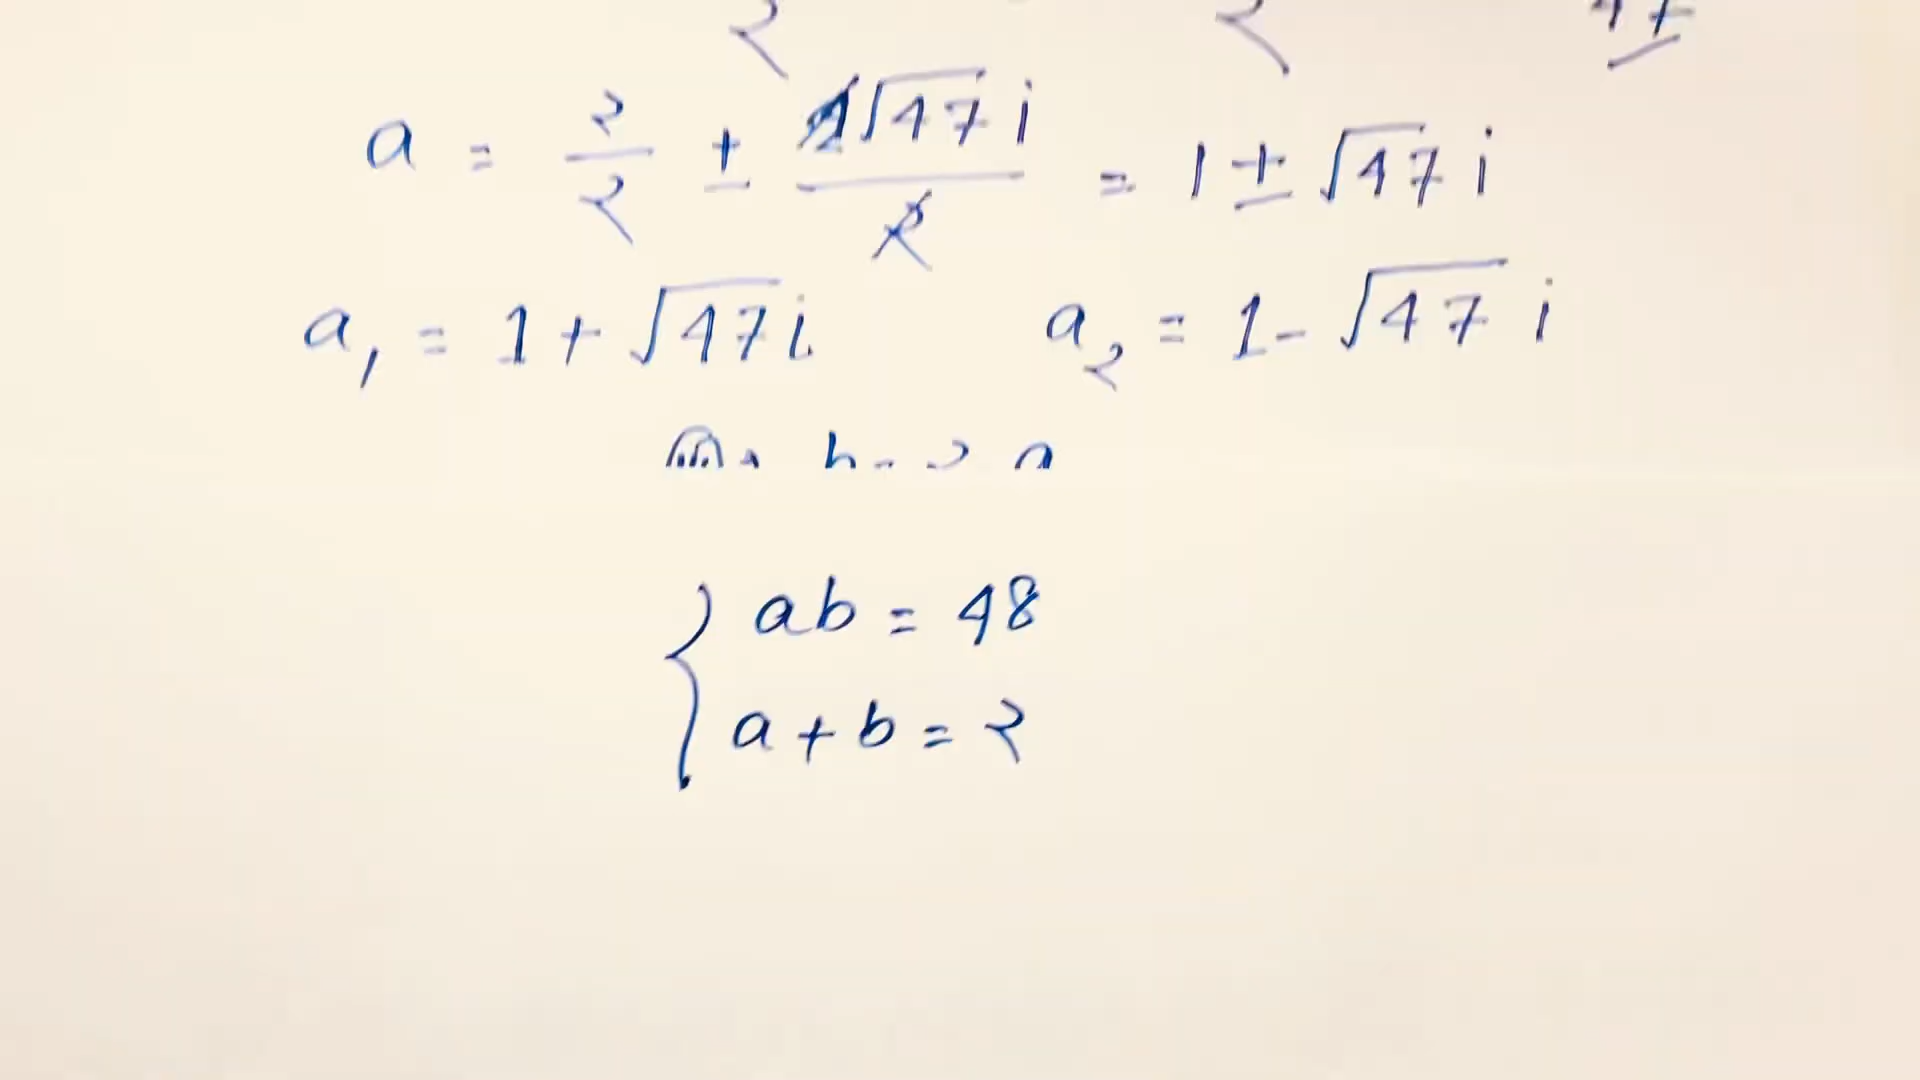 a = 2/2 ± 2√47 i/2 = 1 ± √47 i
a₁ = 1 + √47 i a₂ = 1 - √47 i
ab = 48
a + b = 2